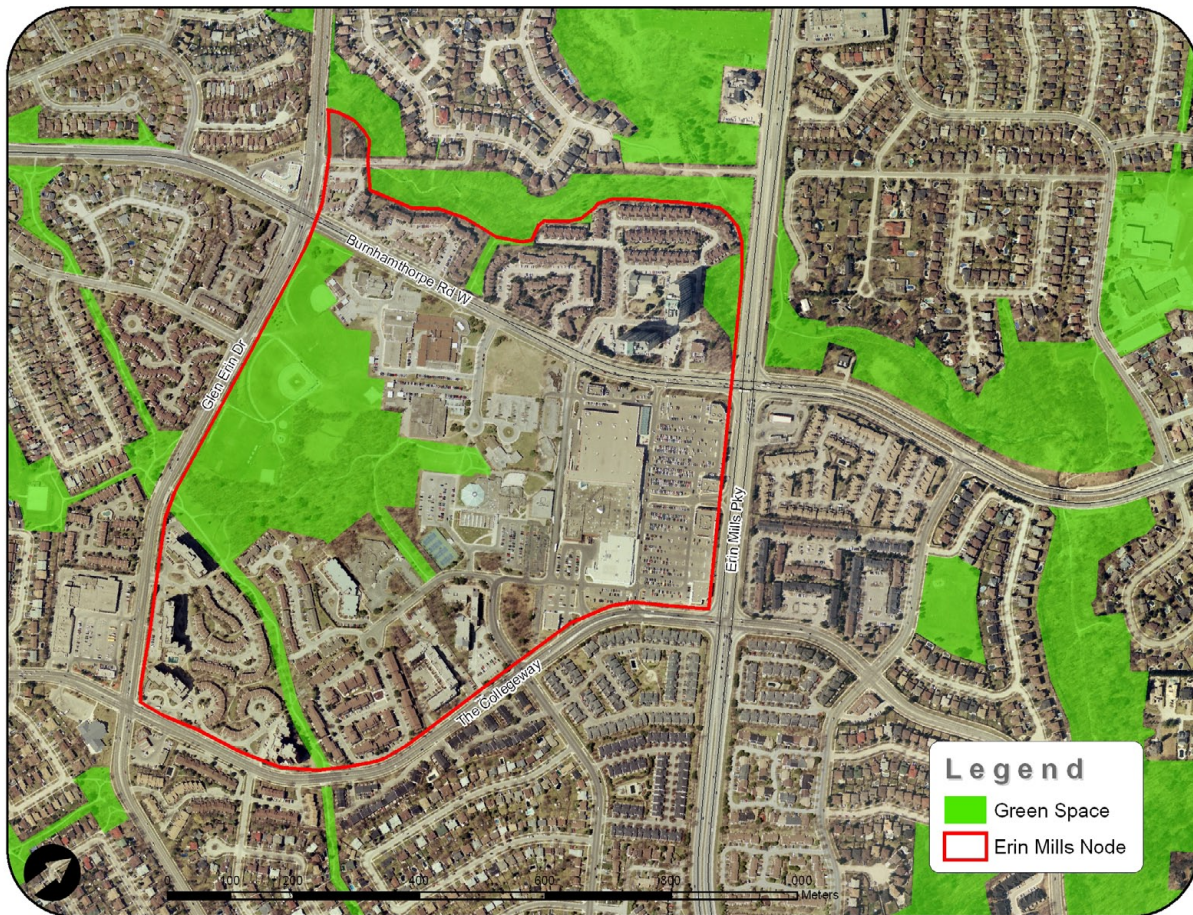 Burnhamthorpe Rd W
Glen Erin Dr
Erin Mills Pky
The Collegeway
Legend
Green Space
Erin Mills Node
0 100 200 400 600 800 1,000
Meters